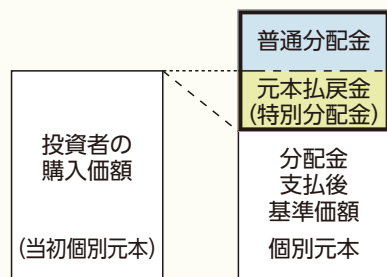 普通分配金
元本払戻金
(特別分配金)
投資者の
購入価額
(当初個別元本)
分配金
支払後
基準価額
個別元本